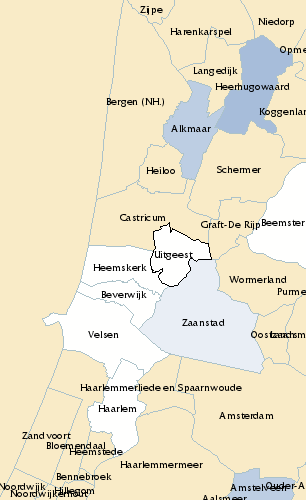 Zijpe
Niedorp
Harenkarspel
Opme
Langedijk
Heerhugowaard
Bergen (NH.)
Koggenlan
Alkmaar
Heiloo
Schermer
Castricum
Graft-De Rijp
Beemster
Uitgeest
Heemskerk
Wormerland
Purme
Beverwijk
Zaanstad
Velsen
Oostzaan
Haarlemmerliede en Spaarnwoude
Haarlem
Amsterdam
Zandvoort
Bloemendaal
Heemstede
Haarlemmermeer
Bennebroek
Noordwijk
Hillegom
Noordwijkerhout
Amstelveen
Ouder-A
Aalsmeer